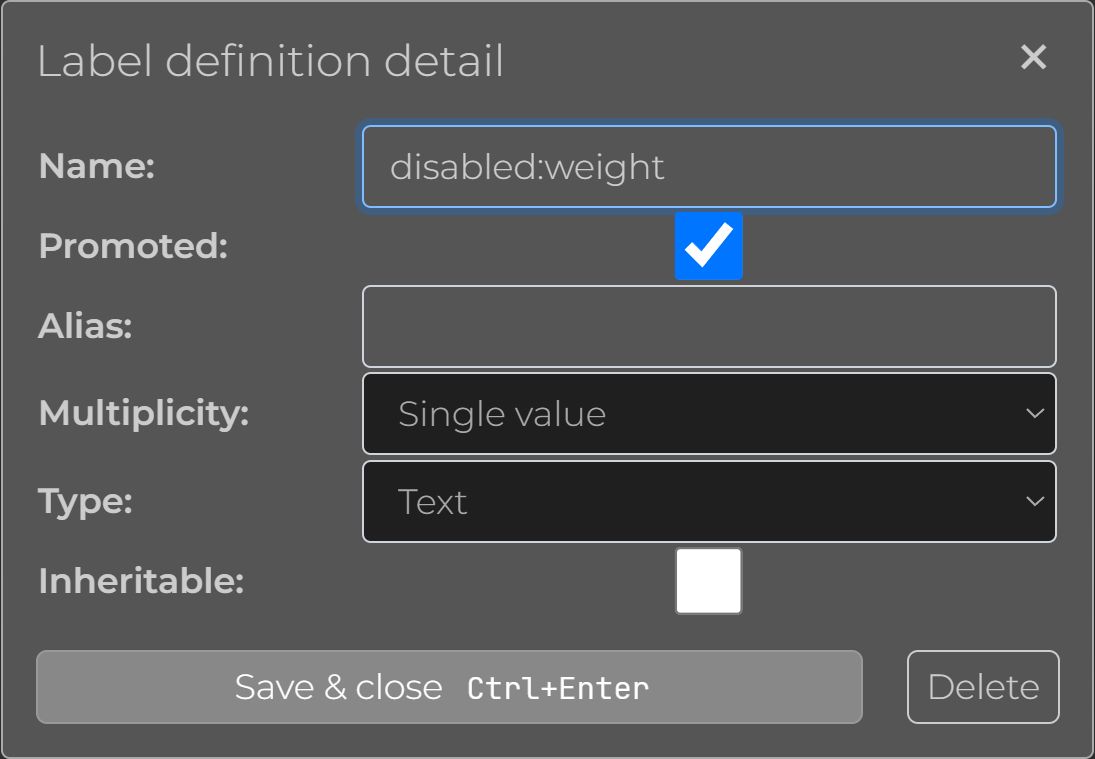 Label definition detail ×
Name: disabled:weight
Promoted:
Alias:
Multiplicity: Single value
Type: Text
Inheritable:
Save & close Ctrl+Enter Delete